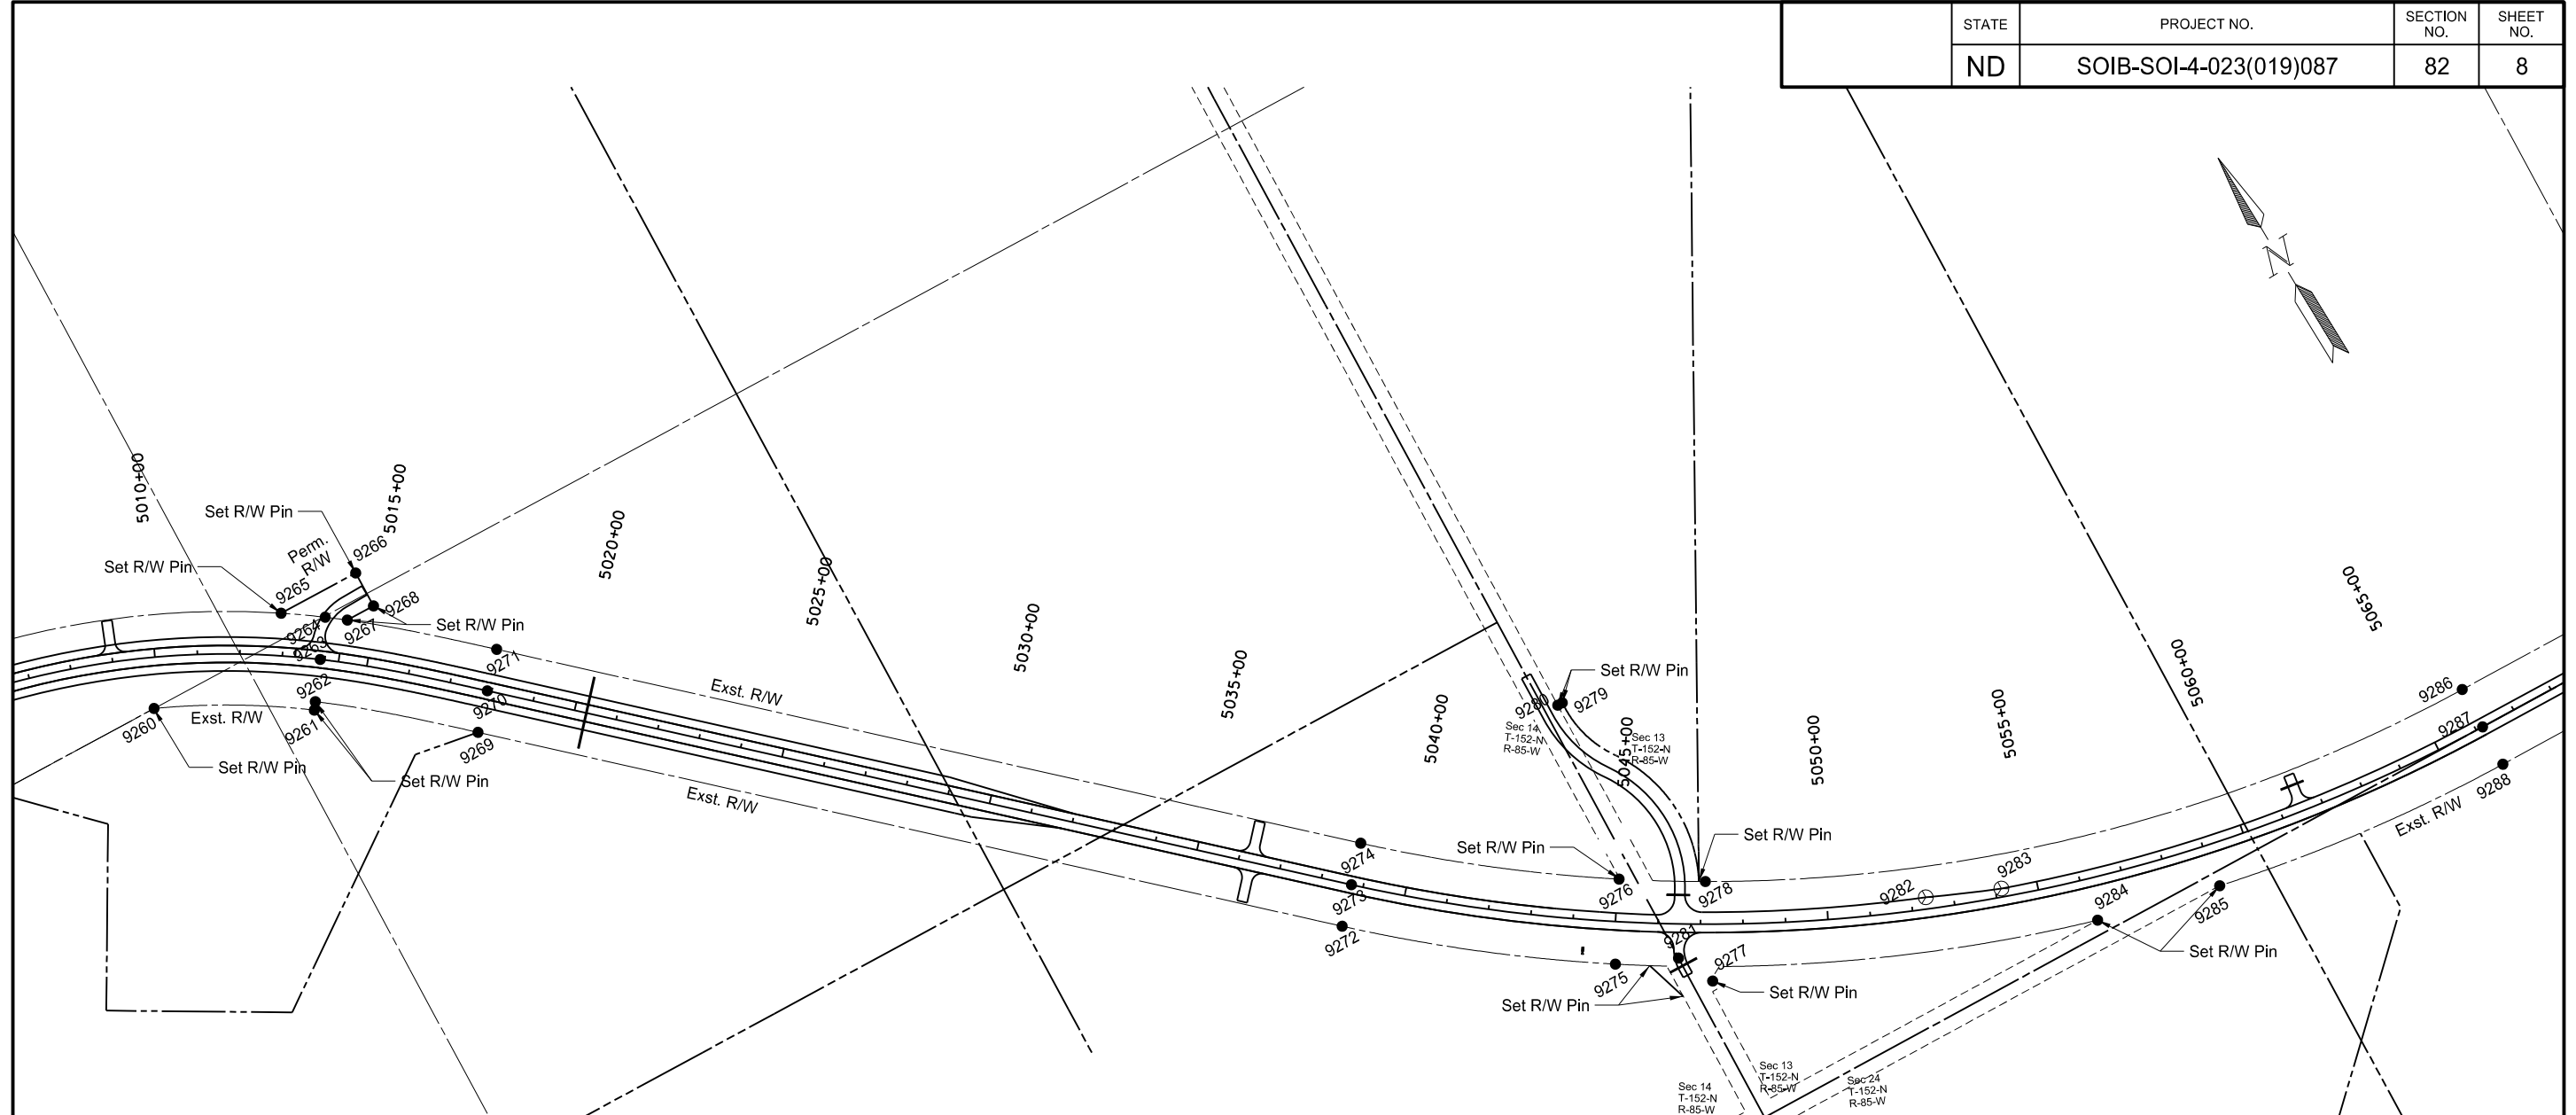 STATE
PROJECT NO.
SECTION
NO.
SHEET
NO.
ND
SOIB-SOI-4-023(019)087
82
8
N
5010+00
5015+00
5020+00
5025+00
5030+00
5035+00
5040+00
5045+00
5050+00
5055+00
5060+00
5065+00
Set R/W Pin
Perm.
R/W
9266
Set R/W Pin
9265
9268
9264
9267
Set R/W Pin
9263
9271
9262
9270
9260
Exst. R/W
9261
9269
Set R/W Pin
Set R/W Pin
Exst. R/W
Exst. R/W
Set R/W Pin
9280
9279
Sec 14
T-152-N
R-85-W
Sec 13
T-152-N
R-85-W
9274
Set R/W Pin
Set R/W Pin
9273
9276
9278
9282
9283
9286
9287
9288
Exst. R/W
9284
9285
Set R/W Pin
9272
9281
9277
9275
Set R/W Pin
Set R/W Pin
Sec 14
T-152-N
R-85-W
Sec 13
T-152-N
R-85-W
Sec 24
T-152-N
R-85-W